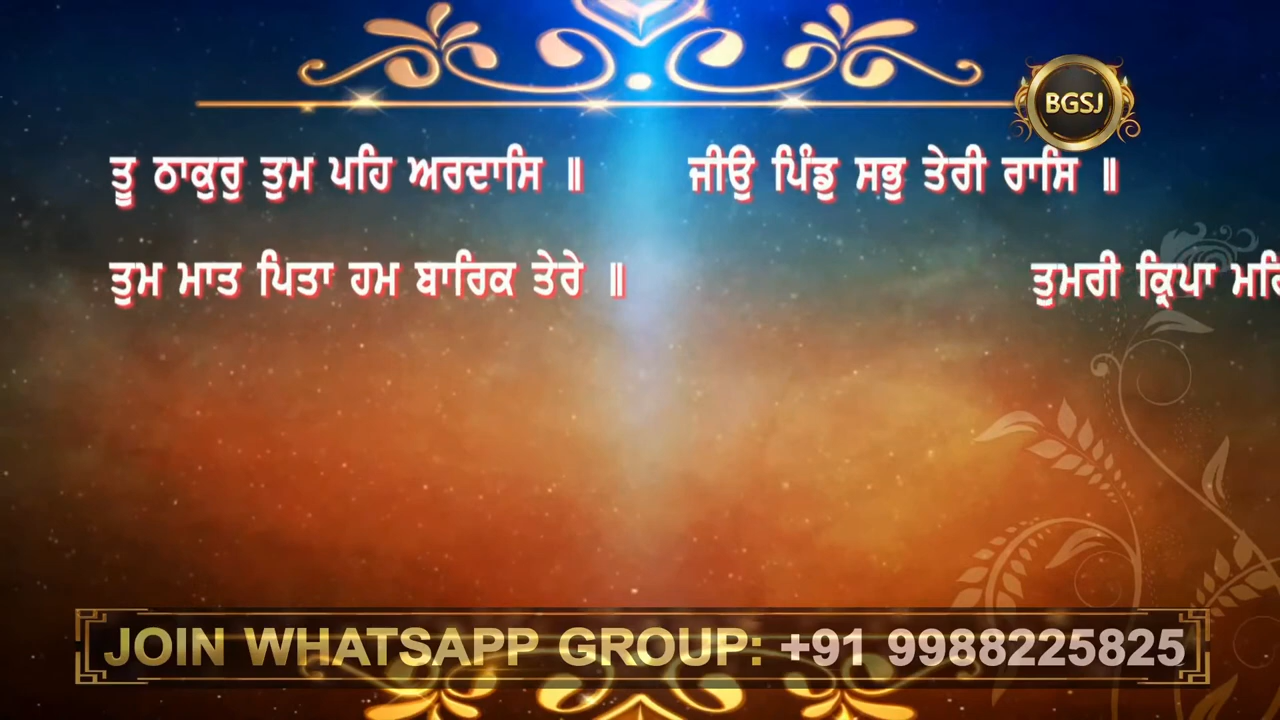 BGSJ
ਤੂ ਠਾਕੁਰੁ ਤੁਮ ਪਹਿ ਅਰਦਾਸਿ ॥ ਜੀਉ ਪਿੰਡੁ ਸਭੁ ਤੇਰੀ ਰਾਸਿ ॥
ਤੁਮ ਮਾਤ ਪਿਤਾ ਹਮ ਬਾਰਿਕ ਤੇਰੇ ॥ ਤੁਮਰੀ ਕ੍ਰਿਪਾ
JOIN WHATSAPP GROUP: +91 9988225825